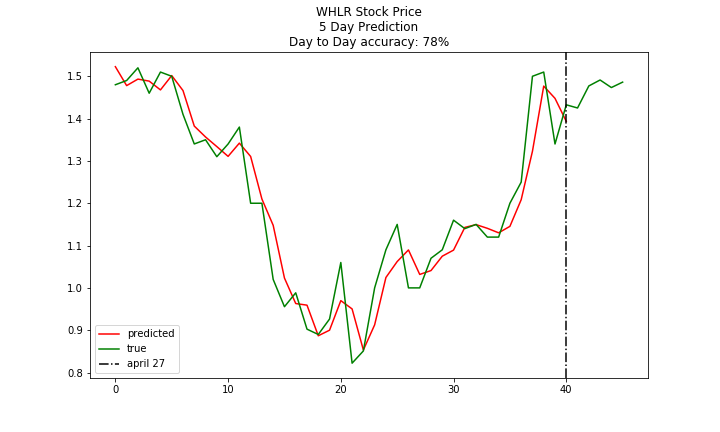 WHLR Stock Price
5 Day Prediction
Day to Day accuracy: 78%
1.5
1.4
1.3
1.2
1.1
1.0
0.9
0.8
predicted
true
april 27
0 10 20 30 40